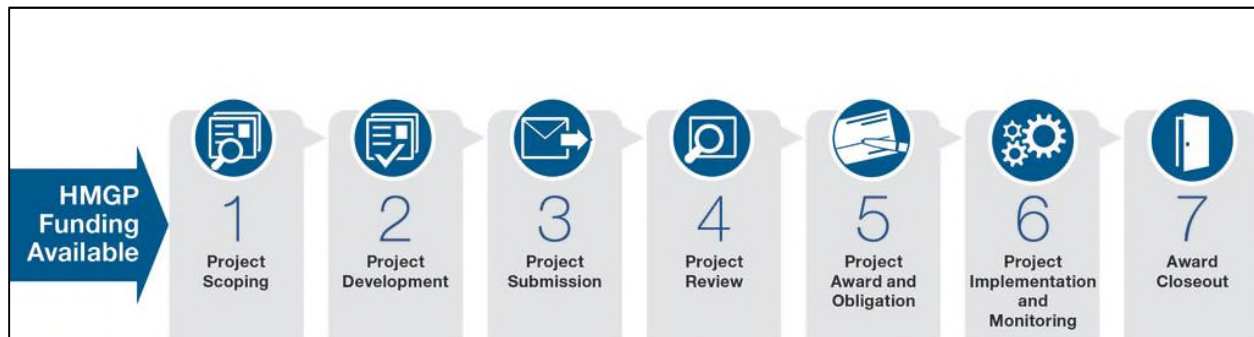 HMGP
Funding
Available
1
Project
Scoping
2
Project
Development
3
Project
Submission
4
Project
Review
5
Project
Award and
Obligation
6
Project
Implementation
and
Monitoring
7
Award
Closeout